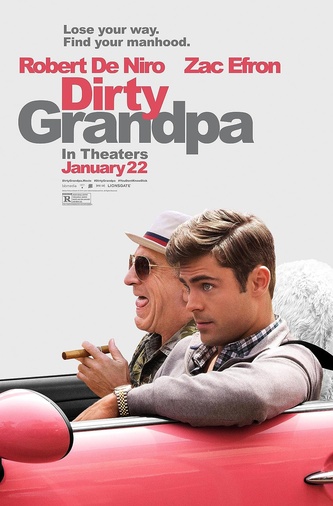 Lose your way.
Find your manhood.
Robert De Niro Zac Efron
Dirty
Grandpa
In Theaters
January 22
LIONSGATE
R